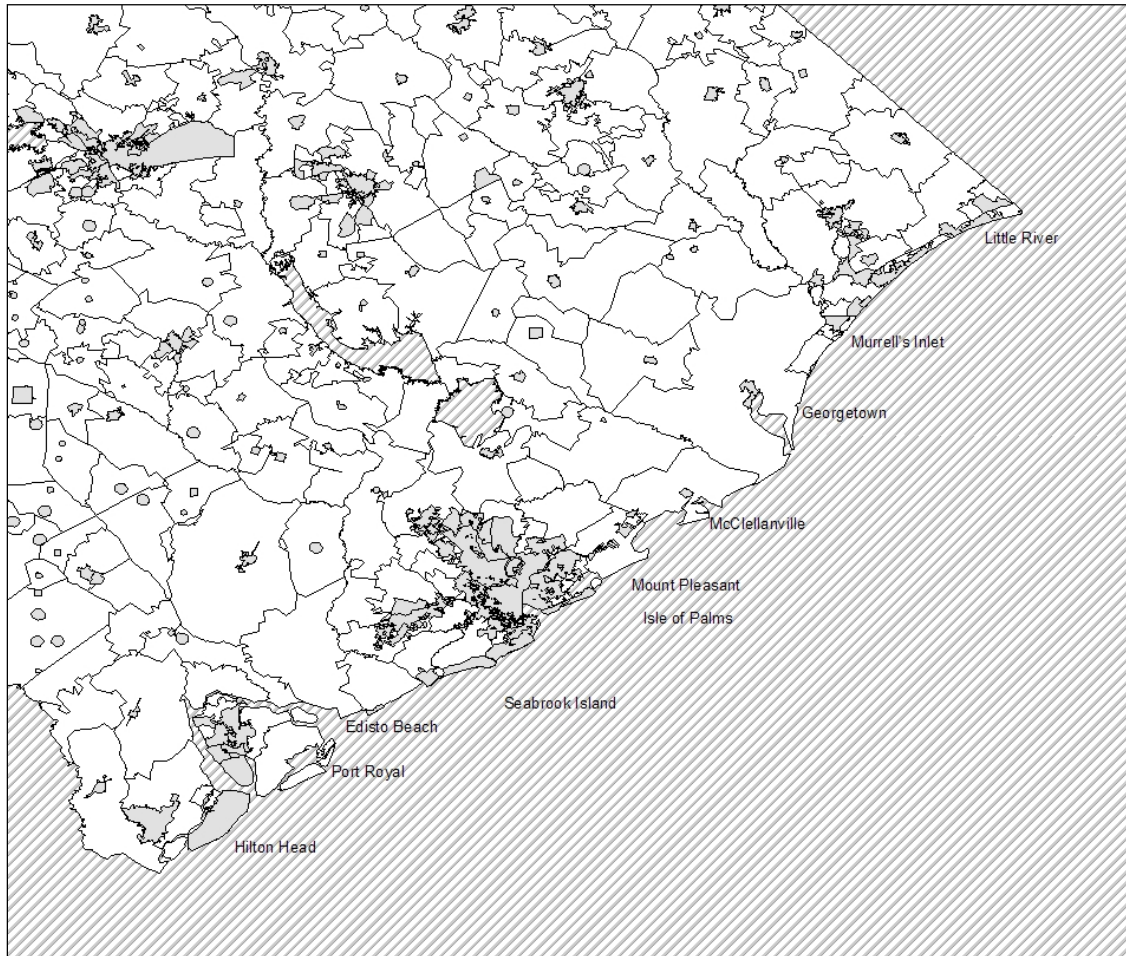 Little River
Murrell's Inlet
Georgetown
McClellanville
Mount Pleasant
Isle of Palms
Seabrook Island
Edisto Beach
Port Royal
Hilton Head